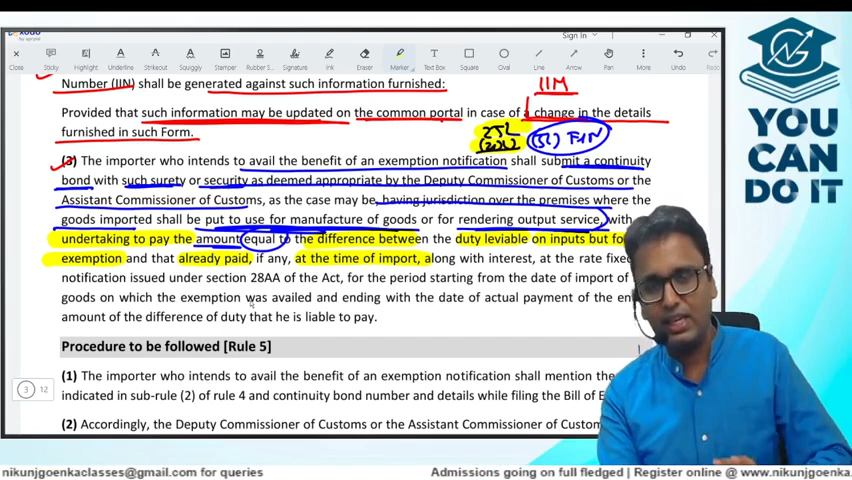 xodo
Sign In
Close Sticky Highlight Underline Strikeout Squiggly Stamper Rubber S... Signature Ink Eraser Marker Text Square Oval Line Arrow Pan More Undo Redo
Number (IIN) shall be generated against such information furnished:
IIN
Provided that such information may be updated on the common portal in case of a change in the details
furnished in such Form.
25L
(20L)
(5L) FXN
(3) The importer who intends to avail the benefit of an exemption notification shall submit a continuity
bond with such surety or security as deemed appropriate by the Deputy Commissioner of Customs or the
Assistant Commissioner of Customs, as the case may be, having jurisdiction over the premises where the
goods imported shall be put to use for manufacture of goods or for rendering output service, with
undertaking to pay the amount equal to the difference between the duty leviable on inputs but fo
exemption and that already paid, if any, at the time of import, along with interest, at the rate fixed
notification issued under section 28AA of the Act, for the period starting from the date of import of
goods on which the exemption was availed and ending with the date of actual payment of the en
amount of the difference of duty that he is liable to pay.
Procedure to be followed [Rule 5]
3 12
(1) The importer who intends to avail the benefit of an exemption notification shall mention the
indicated in sub-rule (2) of rule 4 and continuity bond number and details while filing the Bill of E
(2) Accordingly, the Deputy Commissioner of Customs or the Assistant Commissioner of Custom
NG
YOU
CAN
DO IT
nikunjgoenkaclasses@gmail.com for queries
Admissions going on full fledged | Register online @ www.nikunjgoenka.